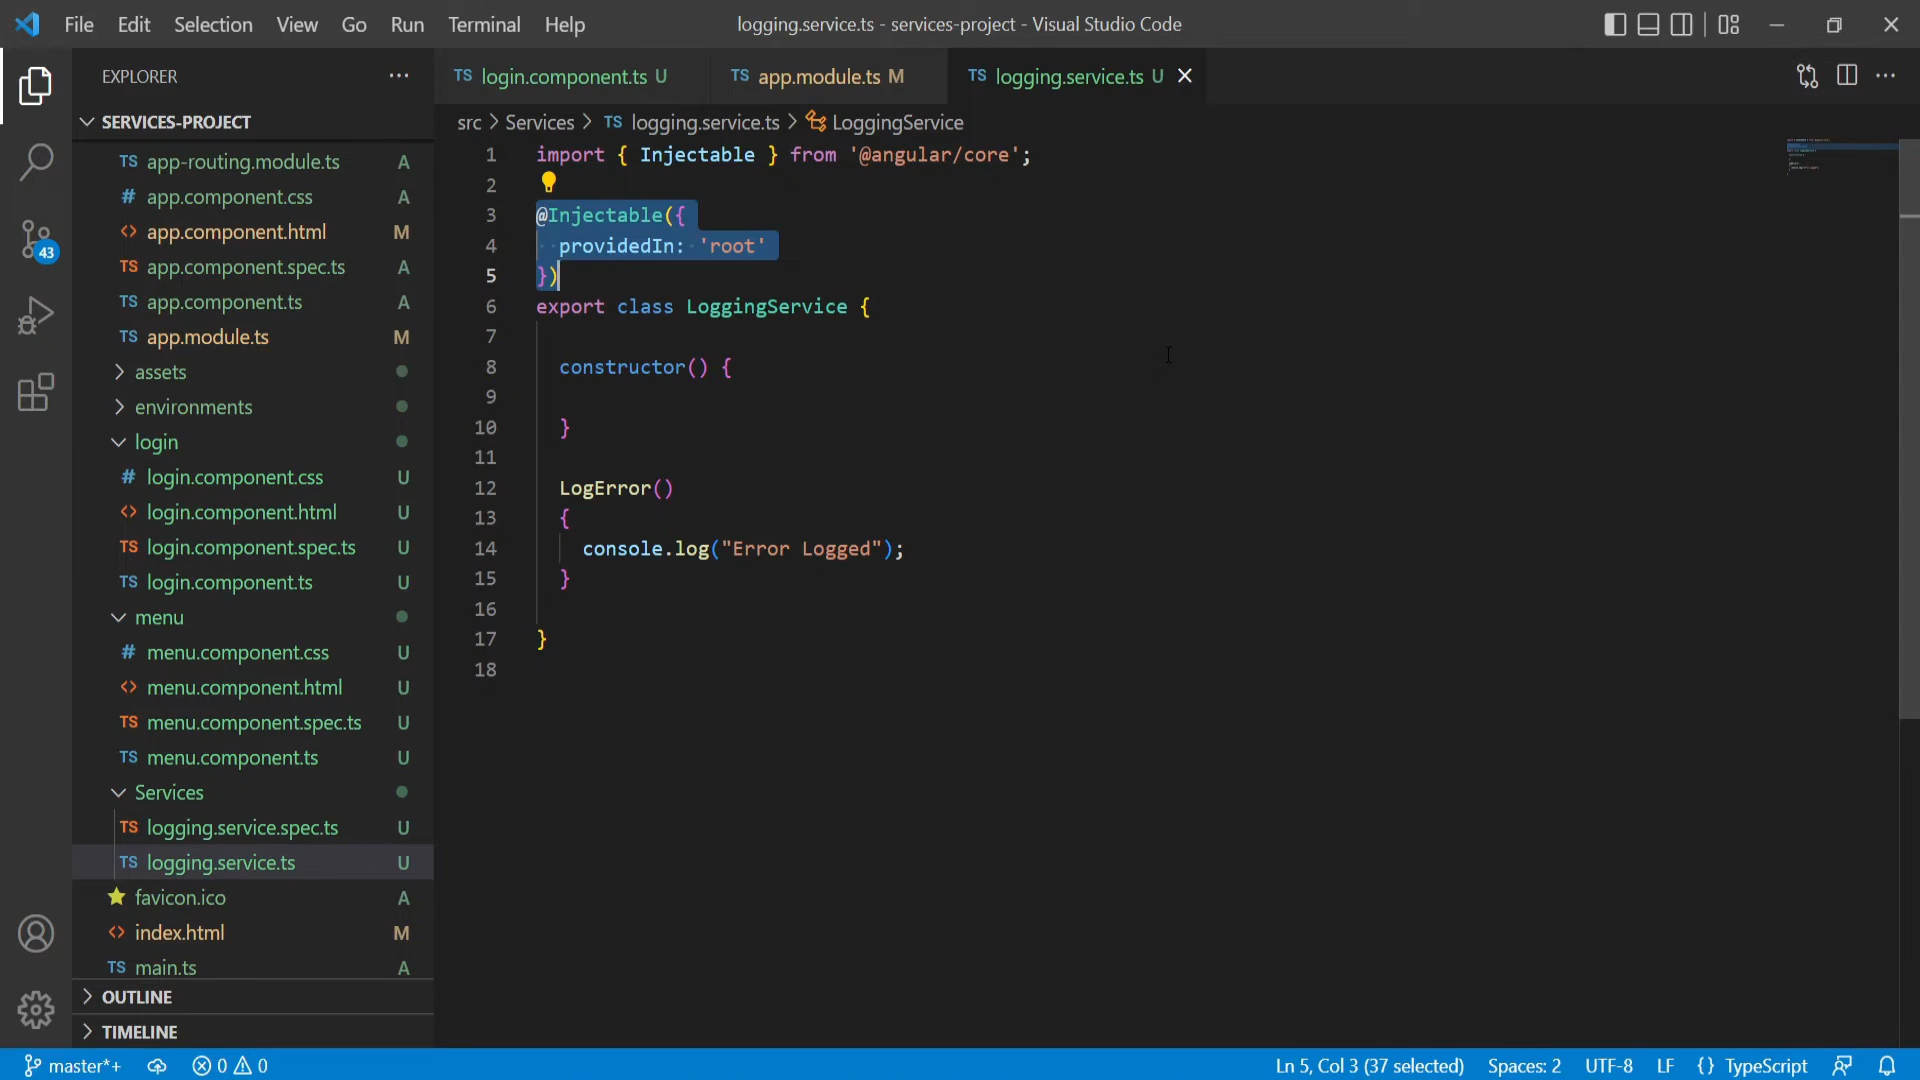 File Edit Selection View Go Run Terminal Help
logging.service.ts - services-project - Visual Studio Code
EXPLORER
SERVICES-PROJECT
TS app-routing.module.ts A
# app.component.css A
<> app.component.html M
TS app.component.spec.ts A
TS app.component.ts A
TS app.module.ts M
assets
environments
login
# login.component.css U
<> login.component.html U
TS login.component.spec.ts U
TS login.component.ts U
menu
# menu.component.css U
<> menu.component.html U
TS menu.component.spec.ts U
TS menu.component.ts U
Services
TS logging.service.spec.ts U
TS logging.service.ts U
favicon.ico A
<> index.html M
TS main.ts A
OUTLINE
TIMELINE
43
TS login.component.ts U
TS app.module.ts M
TS logging.service.ts U
src > Services > TS logging.service.ts > LoggingService
1 import { Injectable } from '@angular/core';
2
3 @Injectable({
4 providedIn: 'root'
5 })
6 export class LoggingService {
7
8 constructor() {
9
10 }
11
12 LogError()
13 {
14 console.log("Error Logged");
15 }
16
17 }
18
master*+ 0 0
Ln 5, Col 3 (37 selected) Spaces: 2 UTF-8 LF {} TypeScript